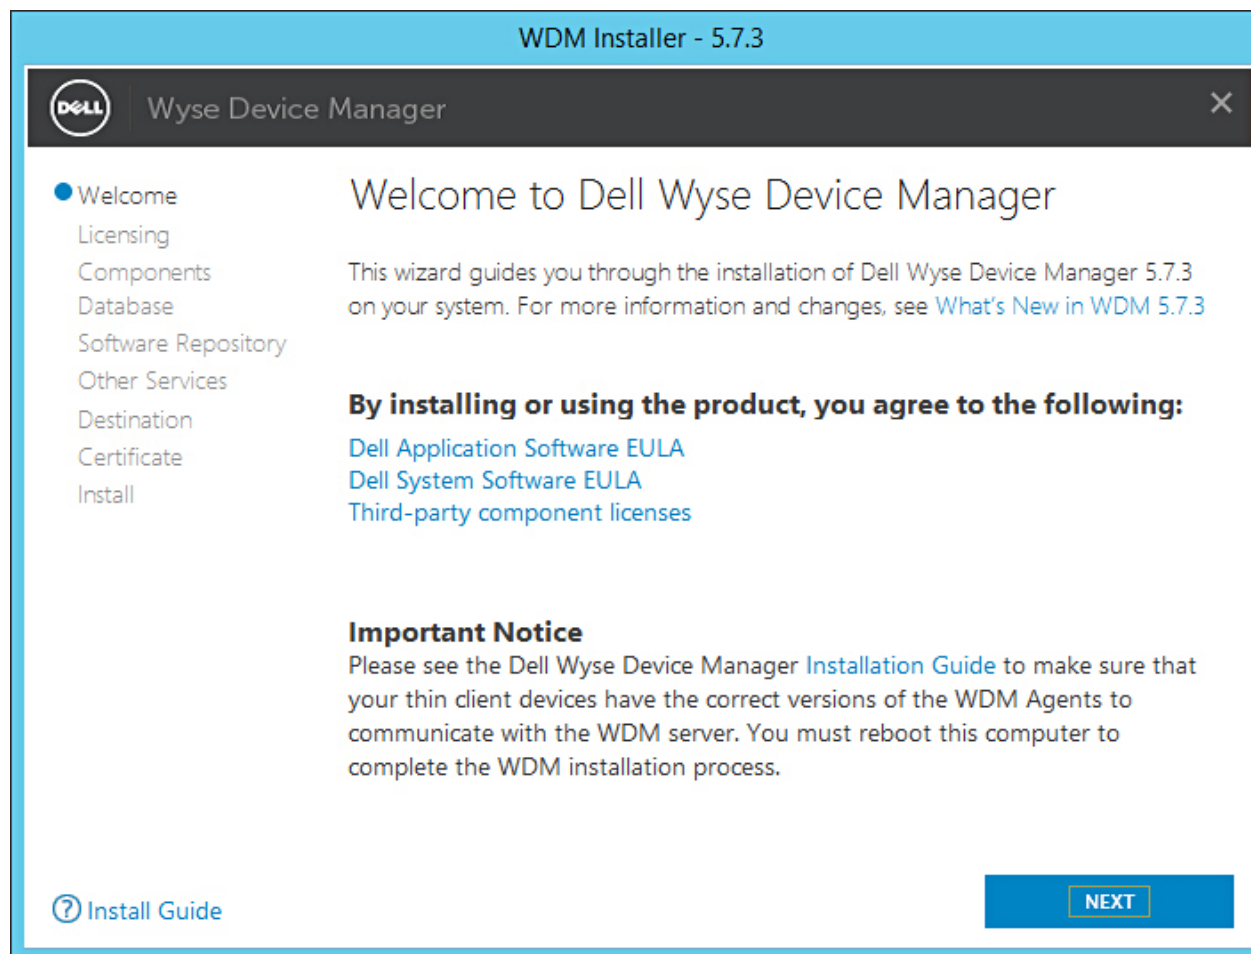 WDM Installer - 5.7.3
DELL
Wyse Device Manager
Welcome
Licensing
Components
Database
Software Repository
Other Services
Destination
Certificate
Install
Welcome to Dell Wyse Device Manager
This wizard guides you through the installation of Dell Wyse Device Manager 5.7.3
on your system. For more information and changes, see What's New in WDM 5.7.3
By installing or using the product, you agree to the following:
Dell Application Software EULA
Dell System Software EULA
Third-party component licenses
Important Notice
Please see the Dell Wyse Device Manager Installation Guide to make sure that
your thin client devices have the correct versions of the WDM Agents to
communicate with the WDM server. You must reboot this computer to
complete the WDM installation process.
? Install Guide
NEXT